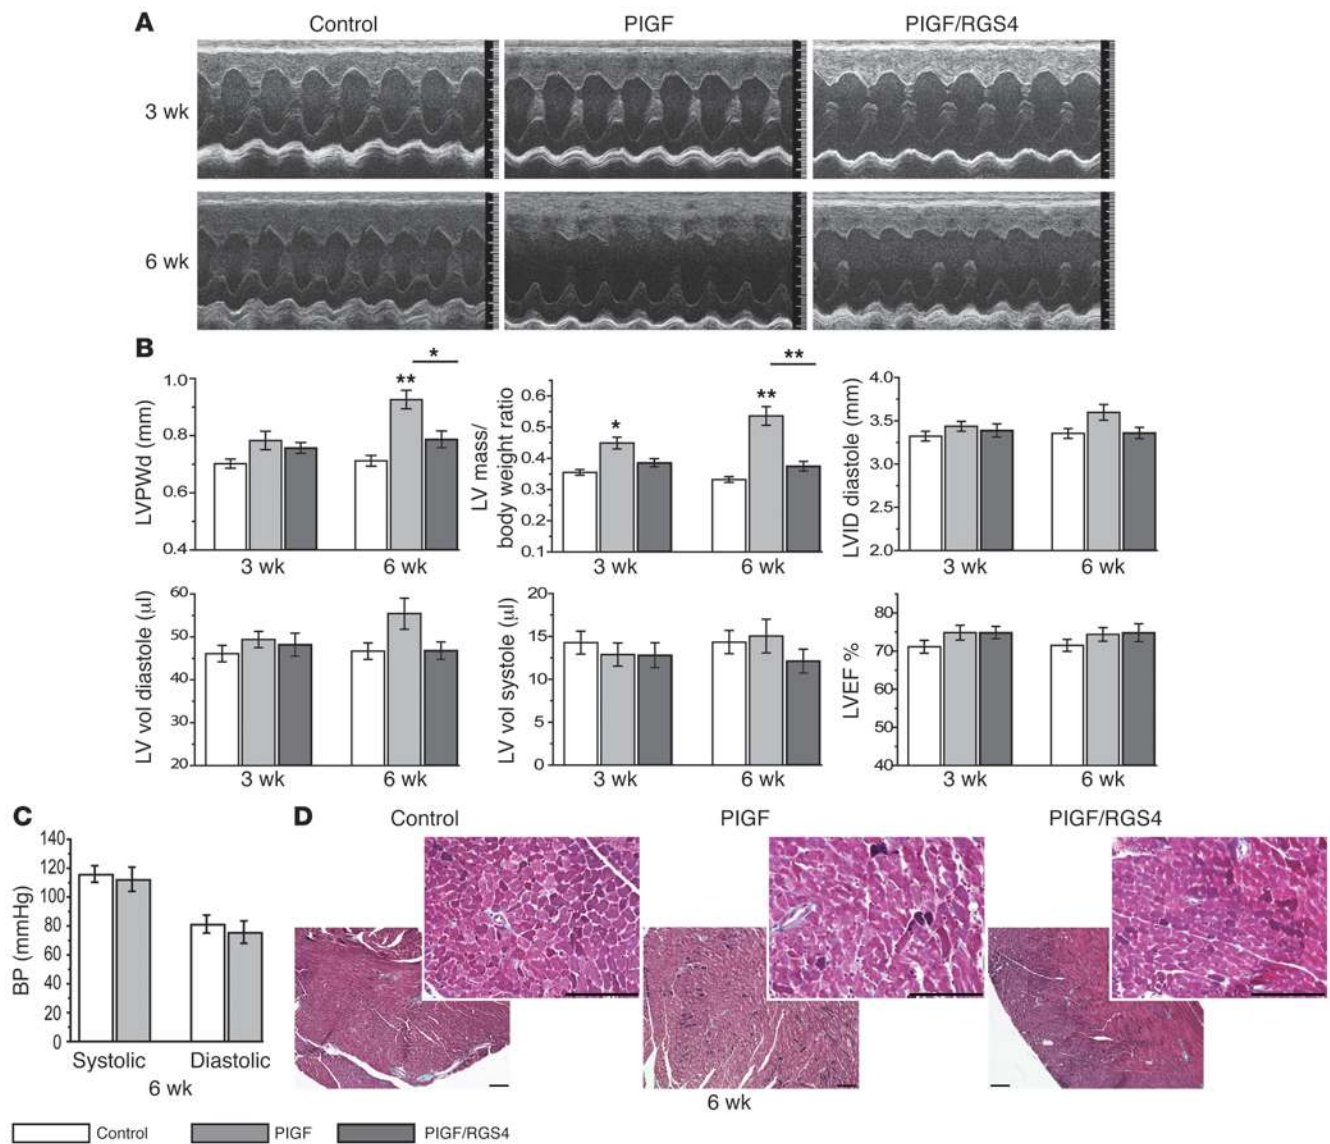 A
Control
PIGF
PIGF/RGS4
3 wk
6 wk
B
LVPWd (mm)
1.0
0.8
0.6
0.4
*
**
3 wk
6 wk
LV mass/
body weight ratio
0.6
0.5
0.4
0.3
0.2
0.1
*
**
**
3 wk
6 wk
LVID diastole (mm)
4.0
3.5
3.0
2.5
2.0
3 wk
6 wk
LV vol diastole (µl)
60
50
40
30
20
3 wk
6 wk
LV vol systole (µl)
20
15
10
5
0
3 wk
6 wk
LVEF %
80
70
60
50
40
3 wk
6 wk
C
BP (mmHg)
140
120
100
80
60
40
20
0
Systolic
Diastolic
6 wk
D
Control
PIGF
PIGF/RGS4
6 wk
Control
PIGF
PIGF/RGS4